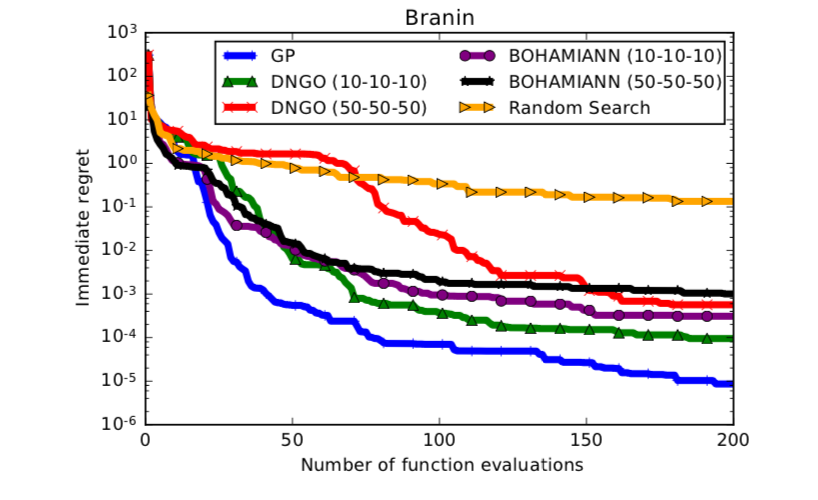 Branin
GP
DNGO (10-10-10)
DNGO (50-50-50)
BOHAMIANN (10-10-10)
BOHAMIANN (50-50-50)
Random Search
Immediate regret
10^3
10^2
10^1
10^0
10^-1
10^-2
10^-3
10^-4
10^-5
10^-6
0 50 100 150 200
Number of function evaluations